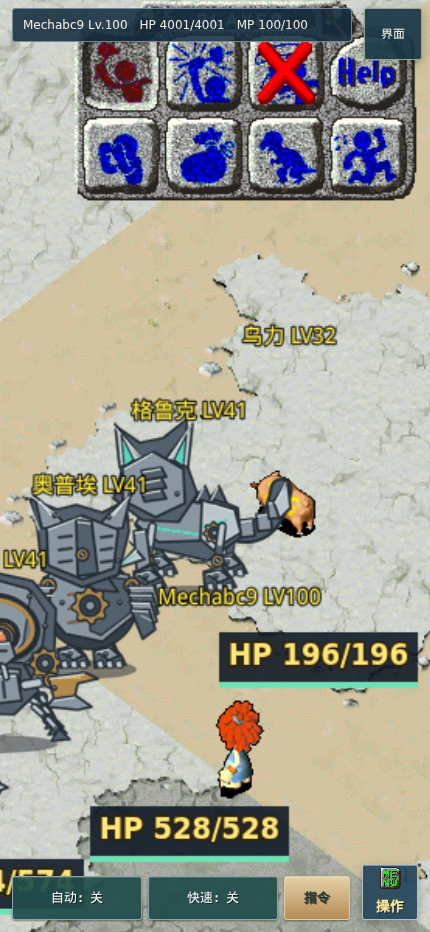 Mechabc9 Lv.100 HP 4001/4001 MP 100/100
界面
Help
乌力 LV32
格鲁克 LV41
奥普埃 LV41
LV41
Mechabc9 LV100
HP 196/196
HP 528/528
自动: 关
快速: 关
指令
操作